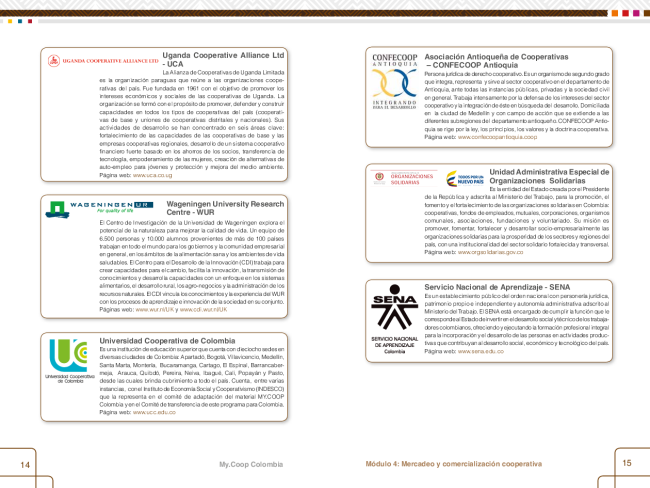 UGANDA COOPERATIVE ALLIANCE LTD
Uganda Cooperative Alliance Ltd
- UCA
La Alianza de Cooperativas de Uganda Limitada
es la organización paraguas que reúne a las organizaciones coope-
rativas del país. Fue fundada en 1961 con el objetivo de promover los
intereses económicos y sociales de las cooperativas de Uganda. La
organización se formó con el propósito de promover, defender y construir
capacidades en todos los tipos de cooperativas del país (cooperati-
vas de base y uniones de cooperativas distritales y nacionales). Sus
actividades de desarrollo se han concentrado en seis áreas clave:
fortalecimiento de las capacidades de las cooperativas de base y las
empresas cooperativas regionales, desarrollo de un sistema cooperativo
financiero fuerte basado en los ahorros de los socios, transferencia de
tecnología, empoderamiento de las mujeres, creación de alternativas de
auto-empleo para jóvenes y protección y mejora del medio ambiente.
Página web: www.uca.co.ug
WAGENINGEN UR
For quality of life
Wageningen University Research
Centre - WUR
El Centro de Investigación de la Universidad de Wageningen explora el
potencial de la naturaleza para mejorar la calidad de vida. Un equipo de
6.500 personas y 10.000 alumnos provenientes de más de 100 países
trabajan en todo el mundo para los gobiernos y la comunidad empresarial
en general, en los ámbitos de la alimentación sana y los ambientes de vida
saludables. El Centro para el Desarrollo de la Innovación (CDI) trabaja para
crear capacidades para el cambio, facilita la innovación, la transmisión de
conocimientos y desarrolla capacidades con un enfoque en los sistemas
alimentarios, el desarrollo rural, los agro-negocios y la administración de los
recursos naturales. El CDI vincula los conocimientos y la experiencia del WUR
con los procesos de aprendizaje e innovación de la sociedad en su conjunto.
Páginas web: www.wur.nl/UK y www.cdi.wur.nl/UK
Universidad Cooperativa
de Colombia
Universidad Cooperativa de Colombia
Es una institución de educación superior que cuenta con dieciocho sedes en
diversas ciudades de Colombia: Apartadó, Bogotá, Villavicencio, Medellín,
Santa Marta, Montería, Bucaramanga, Cartago, El Espinal, Barrancaber-
meja, Arauca, Quibdó, Pereira, Neiva, Ibagué, Cali, Popayán y Pasto,
desde las cuales brinda cubrimiento a todo el país. Cuenta, entre varias
instancias, con el Instituto de Economía Social y Cooperativismo (INDESCO)
que la representa en el comité de adaptación del material MY.COOP
Colombia y en el Comité de transferencia de este programa para Colombia.
Página web: www.ucc.edu.co
14
My.Coop Colombia
CONFECOOP
ANTIOQUIA
INTEGRANDO
PARA EL DESARROLLO
Asociación Antioqueña de Cooperativas
– CONFECOOP Antioquia
Persona jurídica de derecho cooperativo. Es un organismo de segundo grado
que integra, representa y sirve al sector cooperativo en el departamento de
Antioquia, ante todas las instancias públicas, privadas y la sociedad civil
en general. Trabaja intensamente por la defensa de los intereses del sector
cooperativo y la integración de éste en búsqueda del desarrollo. Domiciliada
en la ciudad de Medellín y con campo de acción que se extiende a las
diferentes subregiones del departamento antioqueño. CONFECOOP Antio-
quia se rige por la ley, los principios, los valores y la doctrina cooperativa.
Página web: www.confecoopantioquia.coop
ORGANIZACIONES
SOLIDARIAS
TODOS POR UN
NUEVO PAÍS
Unidad Administrativa Especial de
Organizaciones Solidarias
Es la entidad del Estado creada por el Presidente
de la República y adscrita al Ministerio del Trabajo, para la promoción, el
fomento y el fortalecimiento de las organizaciones solidarias en Colombia:
cooperativas, fondos de empleados, mutuales, corporaciones, organismos
comunales, asociaciones, fundaciones y voluntariado. Su misión es
promover, fomentar, fortalecer y desarrollar socio-empresarialmente las
organizaciones solidarias para la prosperidad de los sectores y regiones del
país, con una institucionalidad del sector solidario fortalecida y transversal.
Página web: www.orgsolidarias.gov.co
SENA
SERVICIO NACIONAL
DE APRENDIZAJE
Colombia
Servicio Nacional de Aprendizaje - SENA
Es un establecimiento público del orden nacional con personería jurídica,
patrimonio propio e independiente y autonomía administrativa adscrito al
Ministerio del Trabajo. El SENA está encargado de cumplir la función que le
corresponde al Estado de invertir en el desarrollo social y técnico de los trabaja-
dores colombianos, ofreciendo y ejecutando la formación profesional integral
para la incorporación y el desarrollo de las personas en actividades produc-
tivas que contribuyan al desarrollo social, económico y tecnológico del país.
Página web: www.sena.edu.co
Módulo 4: Mercadeo y comercialización cooperativa
15